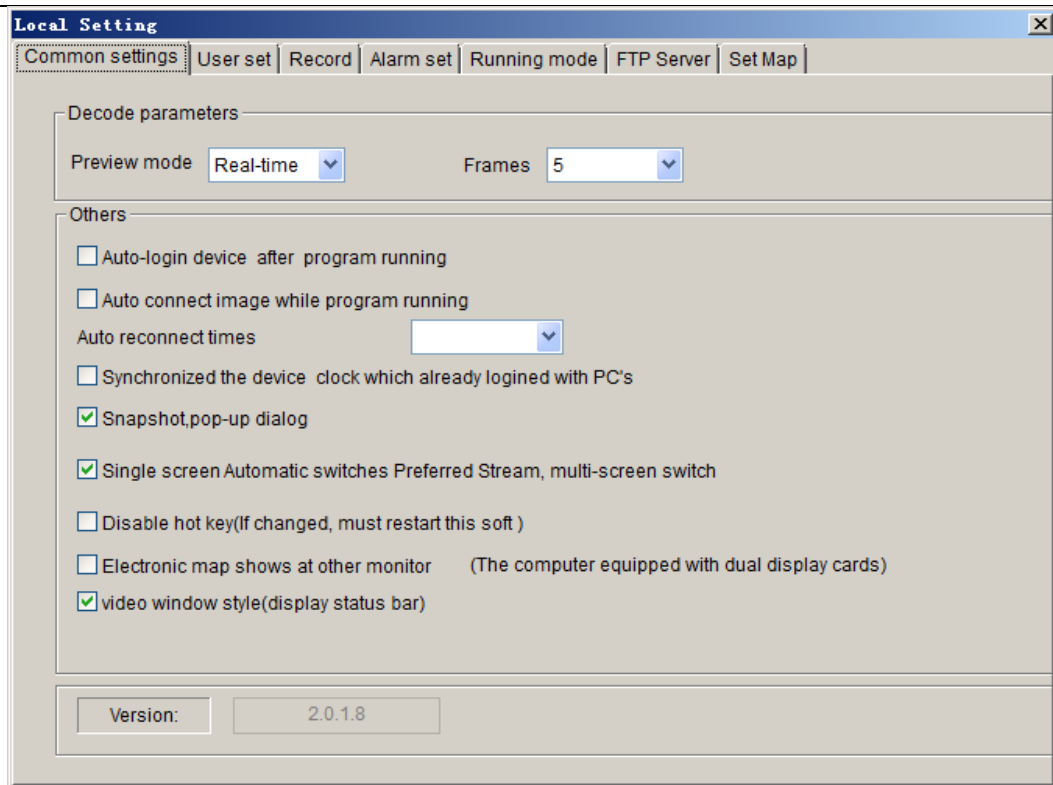 Local Setting
Common settings User set Record Alarm set Running mode FTP Server Set Map
Decode parameters
Preview mode Real-time Frames 5
Others
Auto-login device after program running
Auto connect image while program running
Auto reconnect times
Synchronized the device clock which already logined with PC's
Snapshot,pop-up dialog
Single screen Automatic switches Preferred Stream, multi-screen switch
Disable hot key(If changed, must restart this soft )
Electronic map shows at other monitor (The computer equipped with dual display cards)
video window style(display status bar)
Version: 2.0.1.8